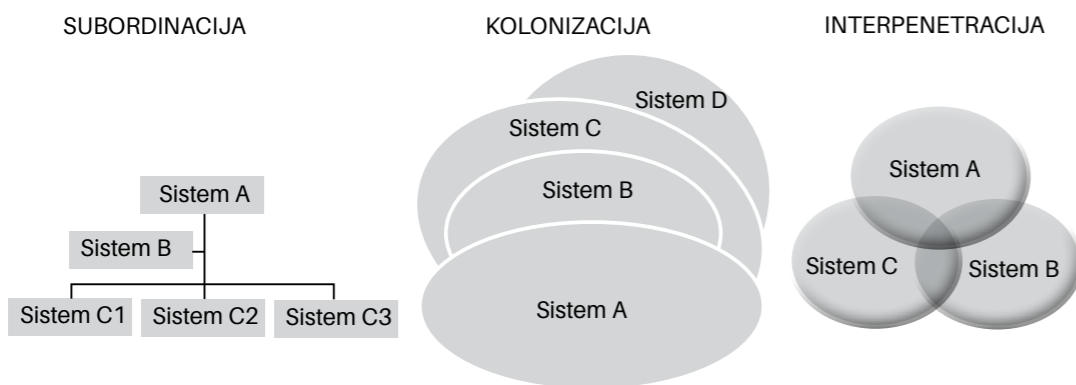 SUBORDINACIJA
Sistem A
Sistem B
Sistem C1
Sistem C2
Sistem C3
KOLONIZACIJA
Sistem D
Sistem C
Sistem B
Sistem A
INTERPENETRACIJA
Sistem A
Sistem C
Sistem B